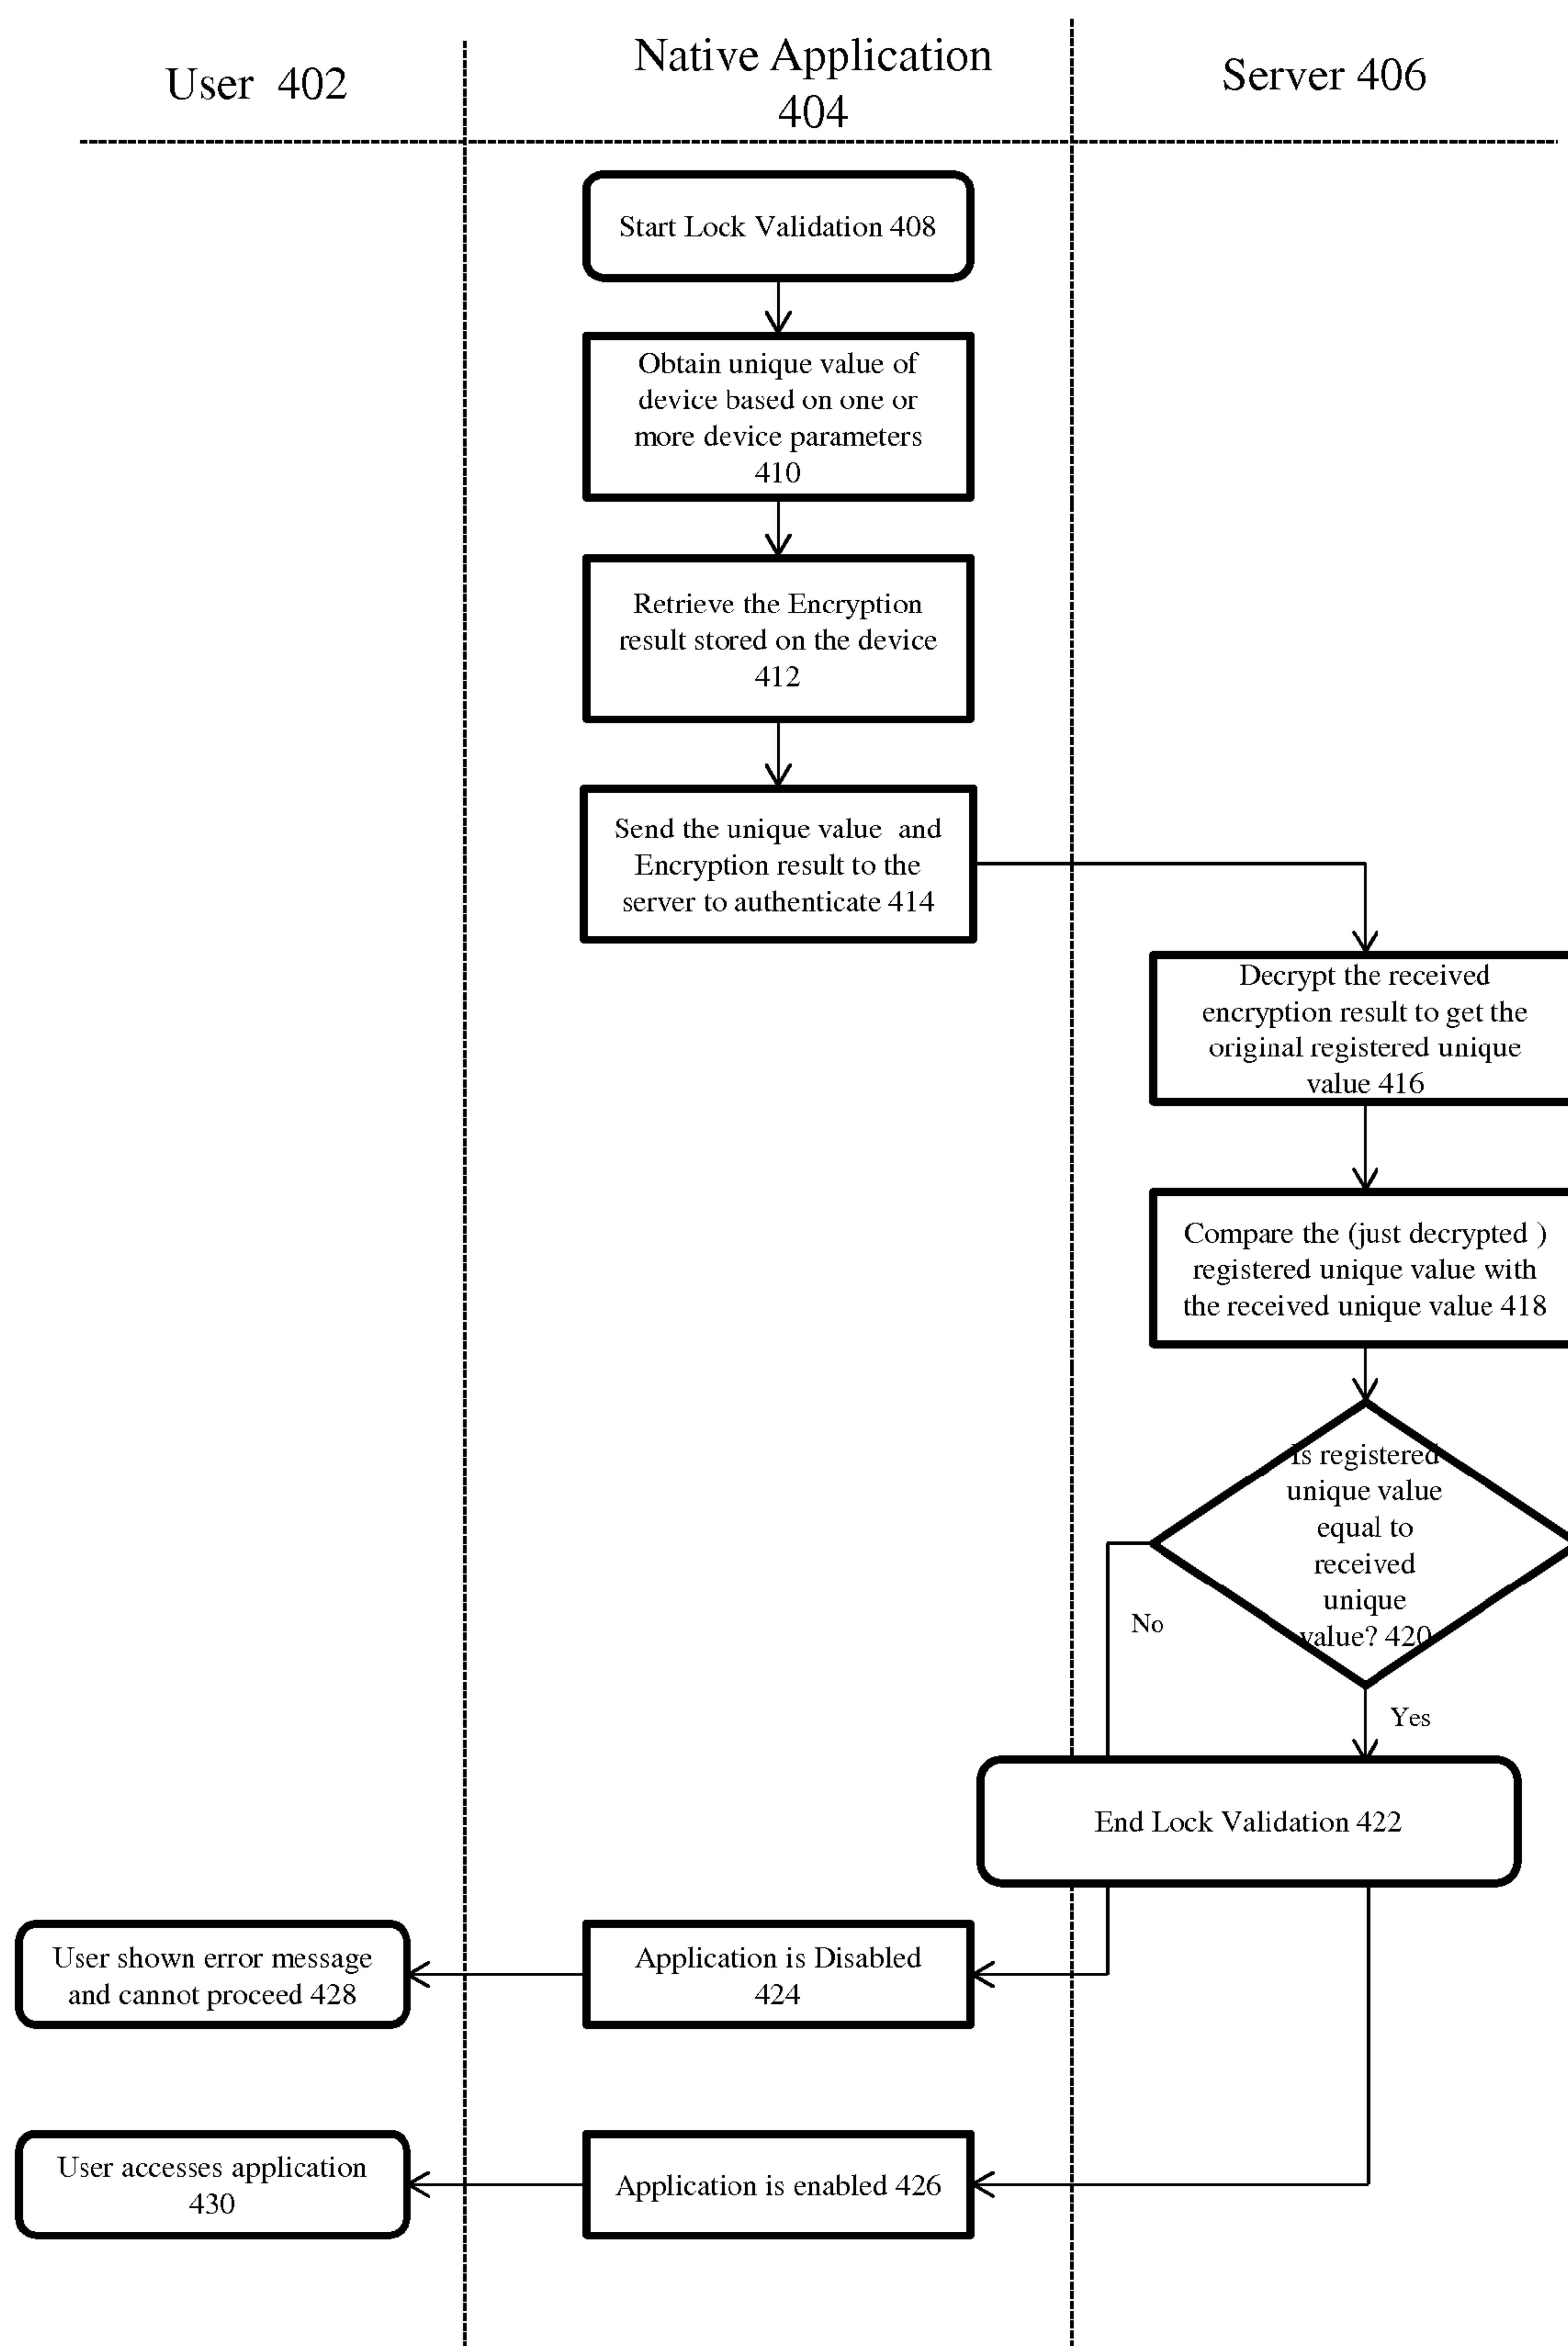 User 402
Native Application
404
Server 406
Start Lock Validation 408
Obtain unique value of
device based on one or
more device parameters
410
Retrieve the Encryption
result stored on the device
412
Send the unique value and
Encryption result to the
server to authenticate 414
Decrypt the received
encryption result to get the
original registered unique
value 416
Compare the (just decrypted )
registered unique value with
the received unique value 418
Is registered
unique value
equal to
received
unique
value? 420
No
Yes
End Lock Validation 422
User shown error message
and cannot proceed 428
Application is Disabled
424
User accesses application
430
Application is enabled 426